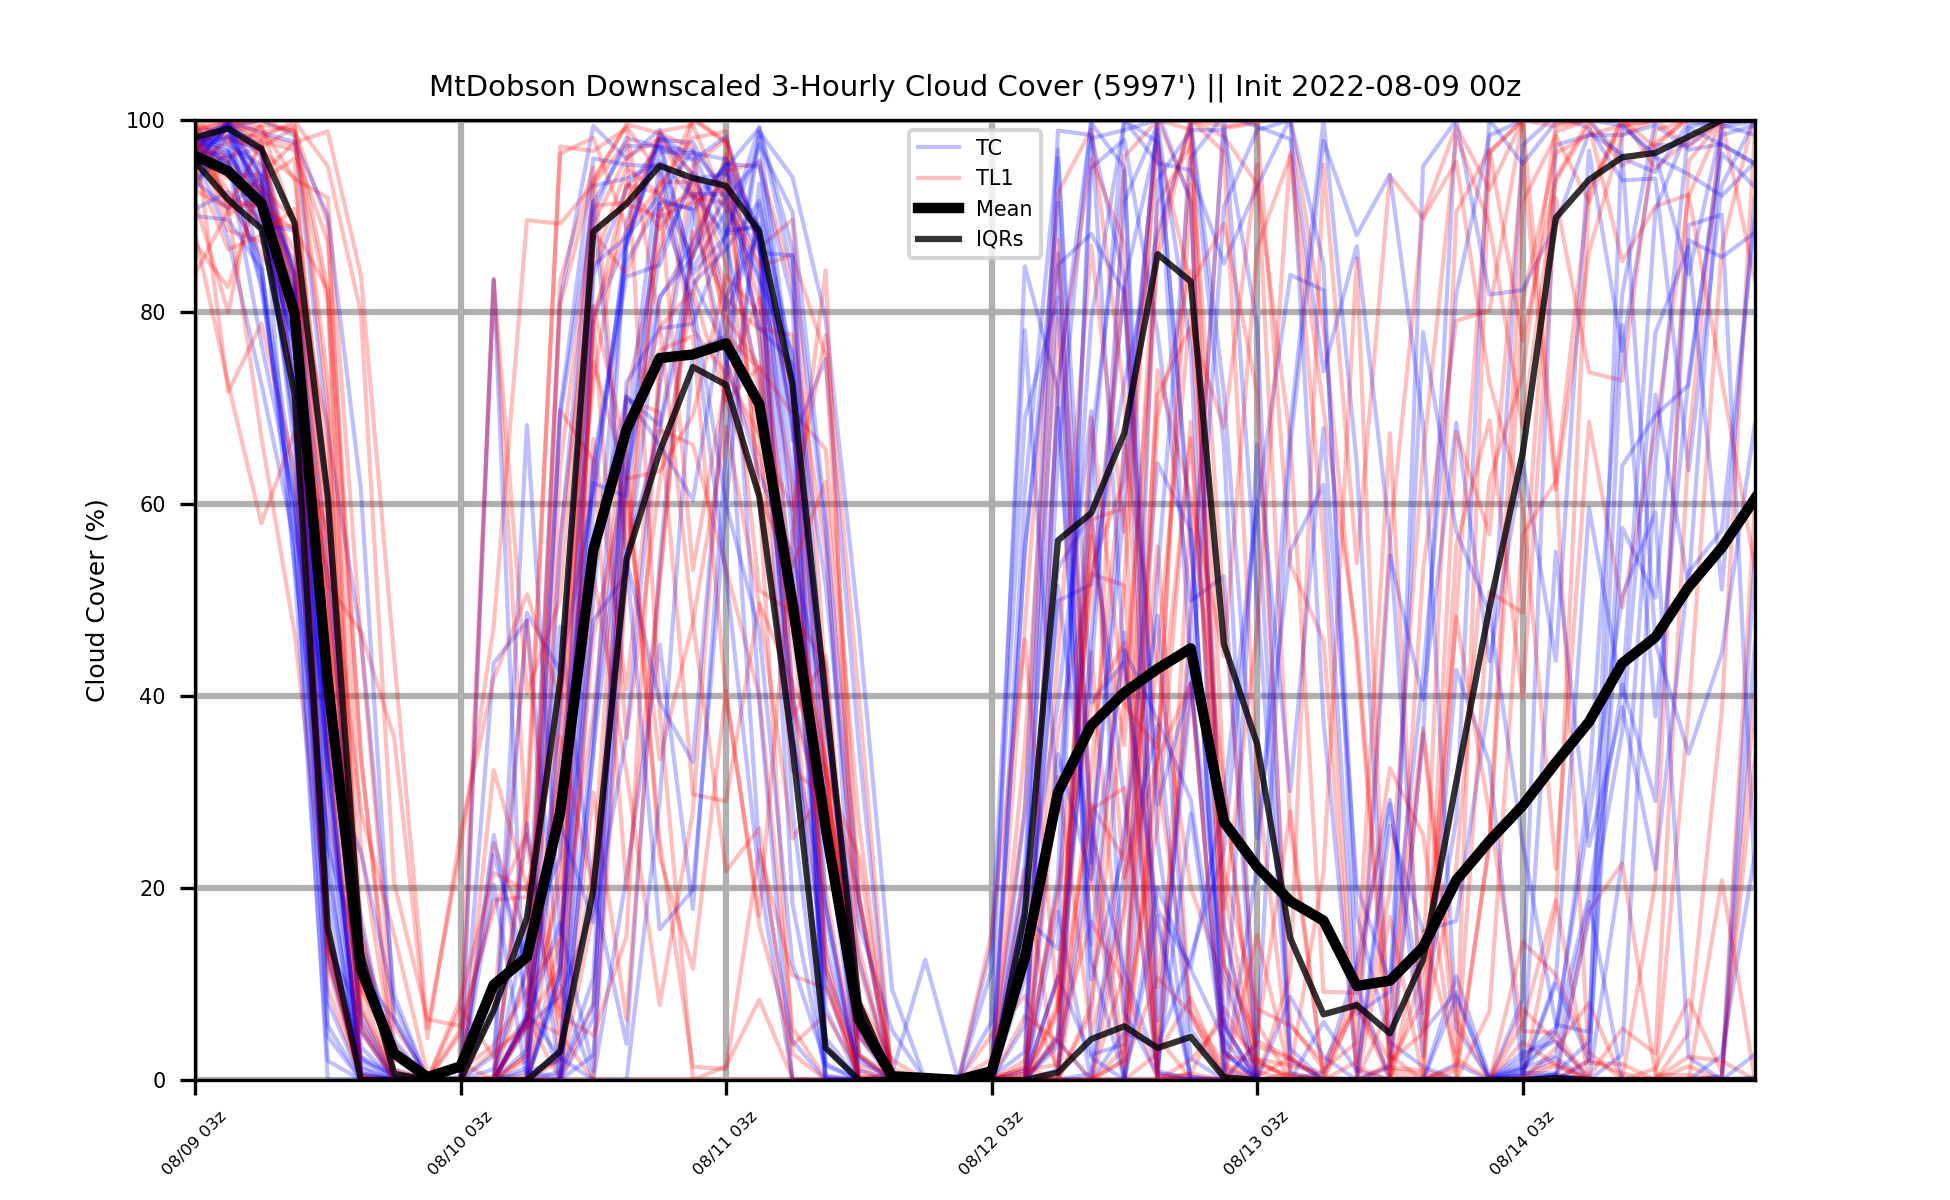 MtDobson Downscaled 3-Hourly Cloud Cover (5997') || Init 2022-08-09 00z
Cloud Cover (%)
100
80
60
40
20
0
TC
TL1
Mean
IQRs
08/09 03z
08/10 03z
08/11 03z
08/12 03z
08/13 03z
08/14 03z